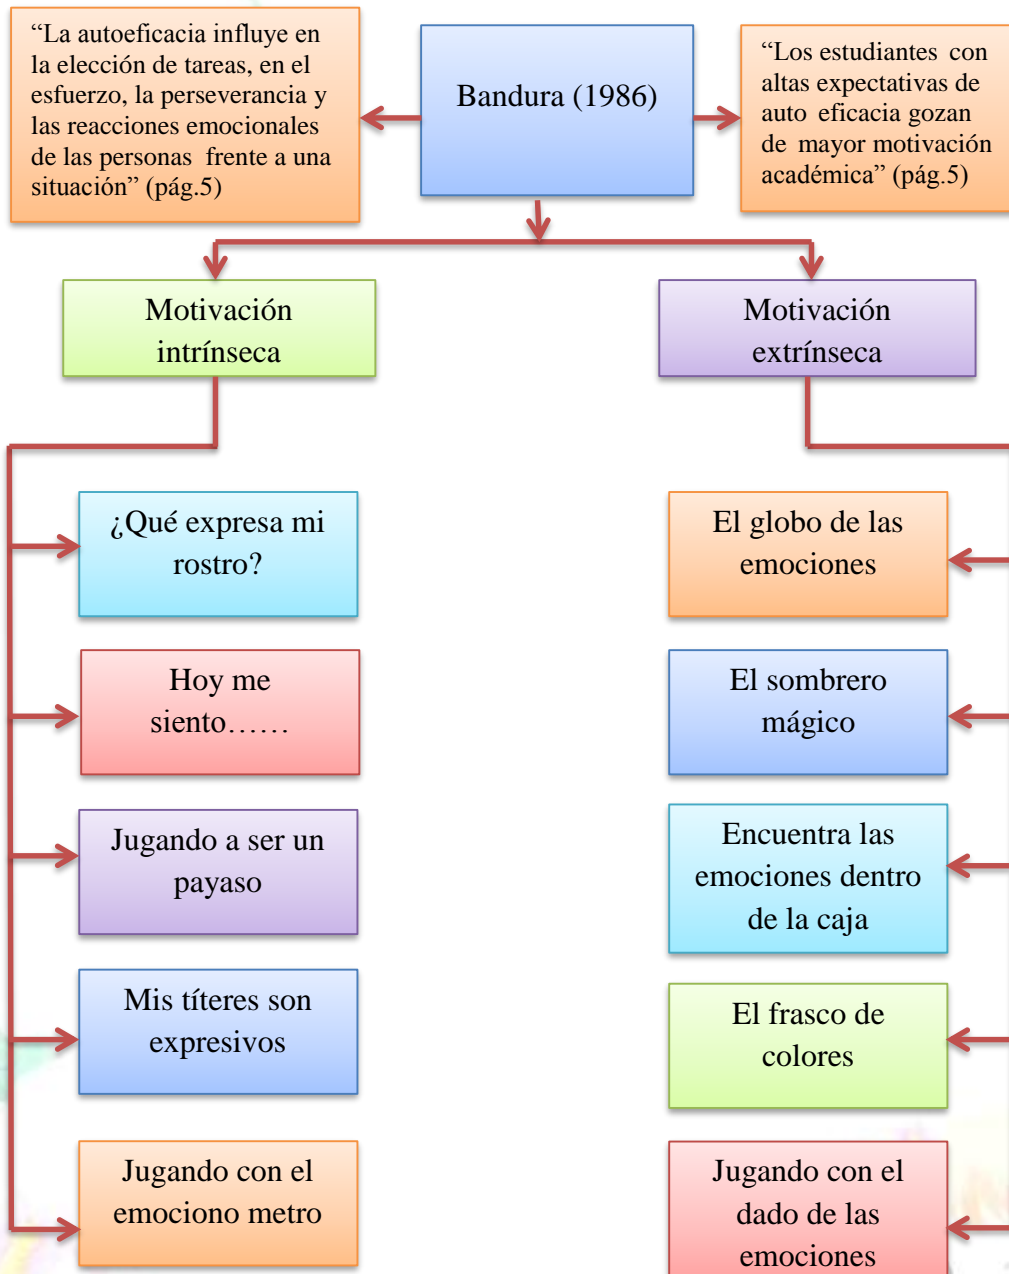 “La autoeficacia influye en
la elección de tareas, en el
esfuerzo, la perseverancia y
las reacciones emocionales
de las personas frente a una
situación” (pág.5)
Bandura (1986)
“Los estudiantes con
altas expectativas de
auto eficacia gozan
de mayor motivación
académica” (pág.5)
Motivación
intrínseca
Motivación
extrínseca
¿Qué expresa mi
rostro?
Hoy me
siento……
Jugando a ser un
payaso
Mis títeres son
expresivos
Jugando con el
emociono metro
El globo de las
emociones
El sombrero
mágico
Encuentra las
emociones dentro
de la caja
El frasco de
colores
Jugando con el
dado de las
emociones